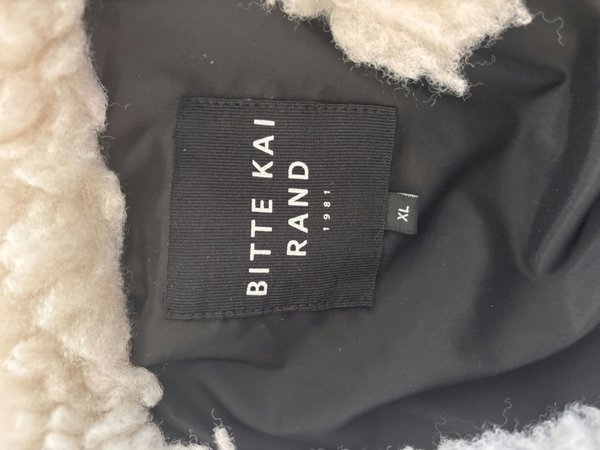 BITTE KAI
RAND
1981
XL